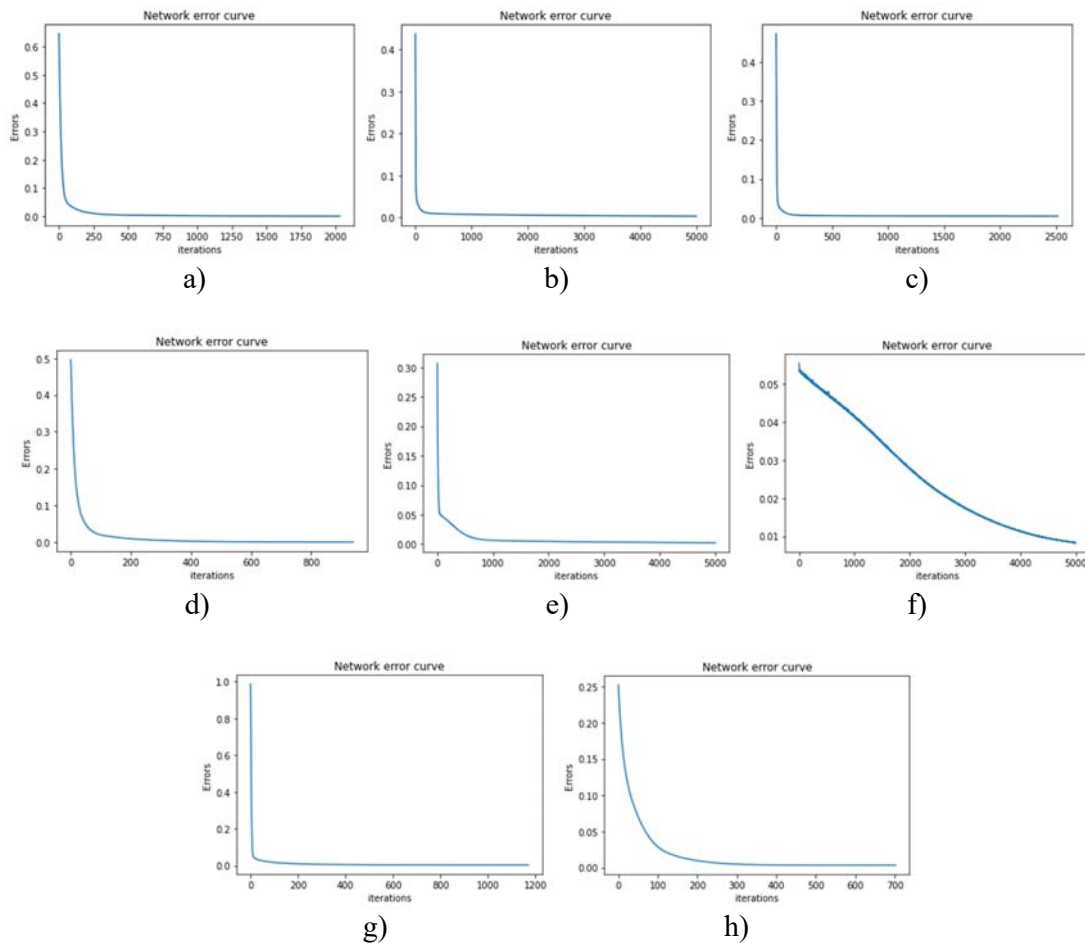 Network error curve
0.6
0.5
0.4
0.3
0.2
0.1
0.0
Errors
0 250 500 750 1000 1250 1500 1750 2000
iterations
a)
Network error curve
0.4
0.3
0.2
0.1
0.0
Errors
0 1000 2000 3000 4000 5000
iterations
b)
Network error curve
0.4
0.3
0.2
0.1
0.0
Errors
0 500 1000 1500 2000 2500
iterations
c)
Network error curve
0.5
0.4
0.3
0.2
0.1
0.0
Errors
0 200 400 600 800
iterations
d)
Network error curve
0.30
0.25
0.20
0.15
0.10
0.05
0.00
Errors
0 1000 2000 3000 4000 5000
iterations
e)
Network error curve
0.05
0.04
0.03
0.02
0.01
Errors
0 1000 2000 3000 4000 5000
iterations
f)
Network error curve
1.0
0.8
0.6
0.4
0.2
0.0
Errors
0 200 400 600 800 1000 1200
iterations
g)
Network error curve
0.25
0.20
0.15
0.10
0.05
0.00
Errors
0 100 200 300 400 500 600 700
iterations
h)